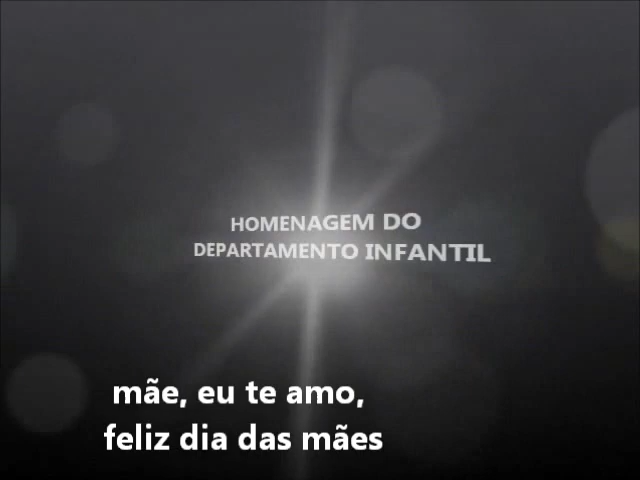 HOMENAGEM DO
DEPARTAMENTO INFANTIL
mãe, eu te amo,
feliz dia das mães